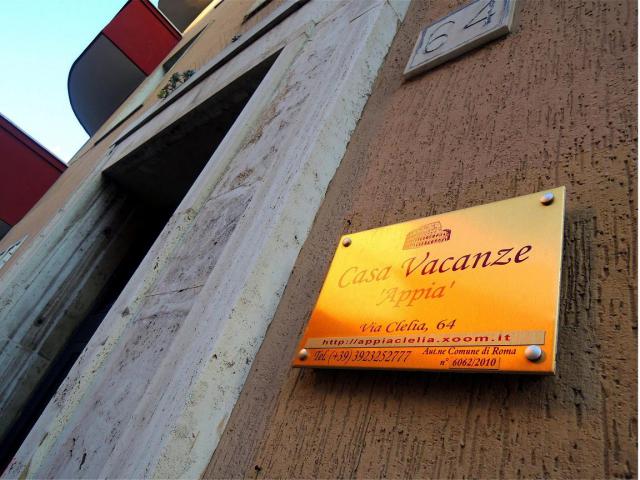 64
Casa Vacanze
'Appia'
Via Clelia, 64
http://appiaclelia.xoom.it
Tel. (+39) 3923252777
Aut.ne Comune di Roma
n° 6062/2010